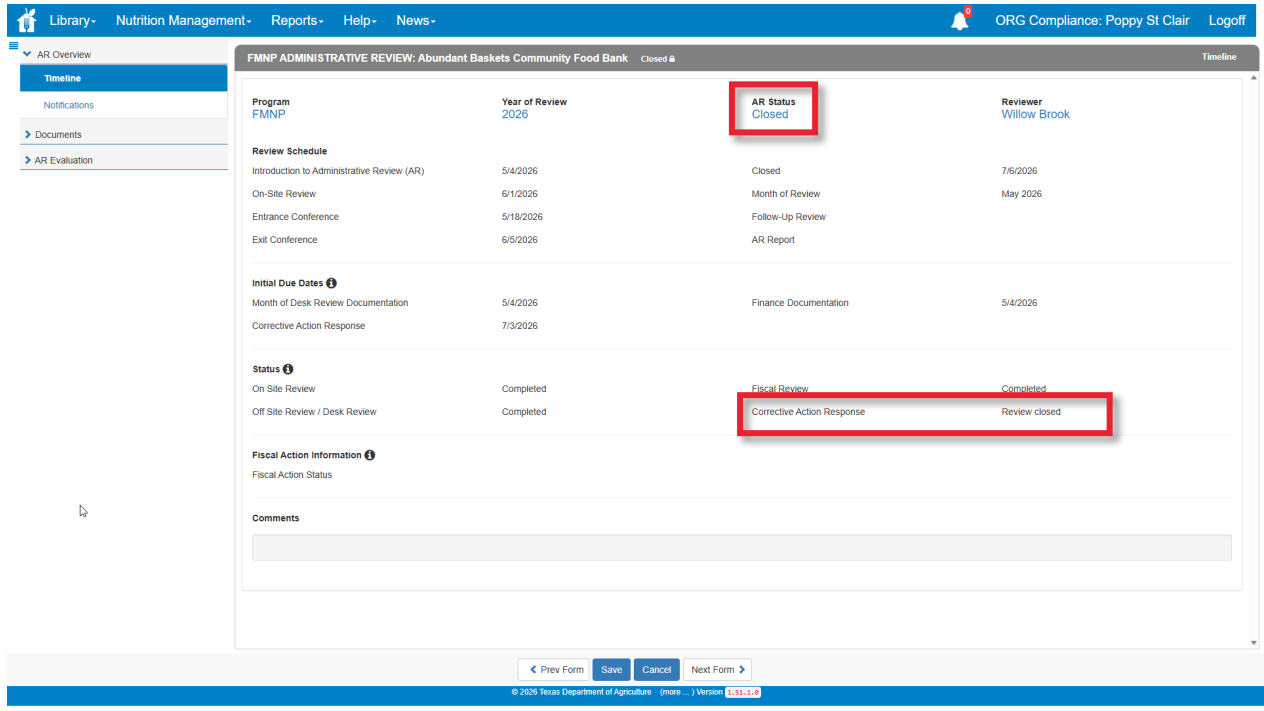 Library Nutrition Management Reports Help News 0 ORG Compliance: Poppy St Clair Logoff
AR Overview
Timeline
Notifications
Documents
AR Evaluation
FMNP ADMINISTRATIVE REVIEW: Abundant Baskets Community Food Bank Closed Timeline
Program Year of Review AR Status Reviewer
FMNP 2026 Closed Willow Brook
Review Schedule
Introduction to Administrative Review (AR) 5/4/2026 Closed 7/6/2026
On-Site Review 6/1/2026 Month of Review May 2026
Entrance Conference 5/18/2026 Follow-Up Review
Exit Conference 6/5/2026 AR Report
Initial Due Dates
Month of Desk Review Documentation 5/4/2026 Finance Documentation 5/4/2026
Corrective Action Response 7/3/2026
Status
On Site Review Completed Fiscal Review Completed
Off Site Review / Desk Review Completed Corrective Action Response Review closed
Fiscal Action Information
Fiscal Action Status
Comments
Prev Form Save Cancel Next Form
© 2026 Texas Department of Agriculture (more ... ) Version 1.51.1.0